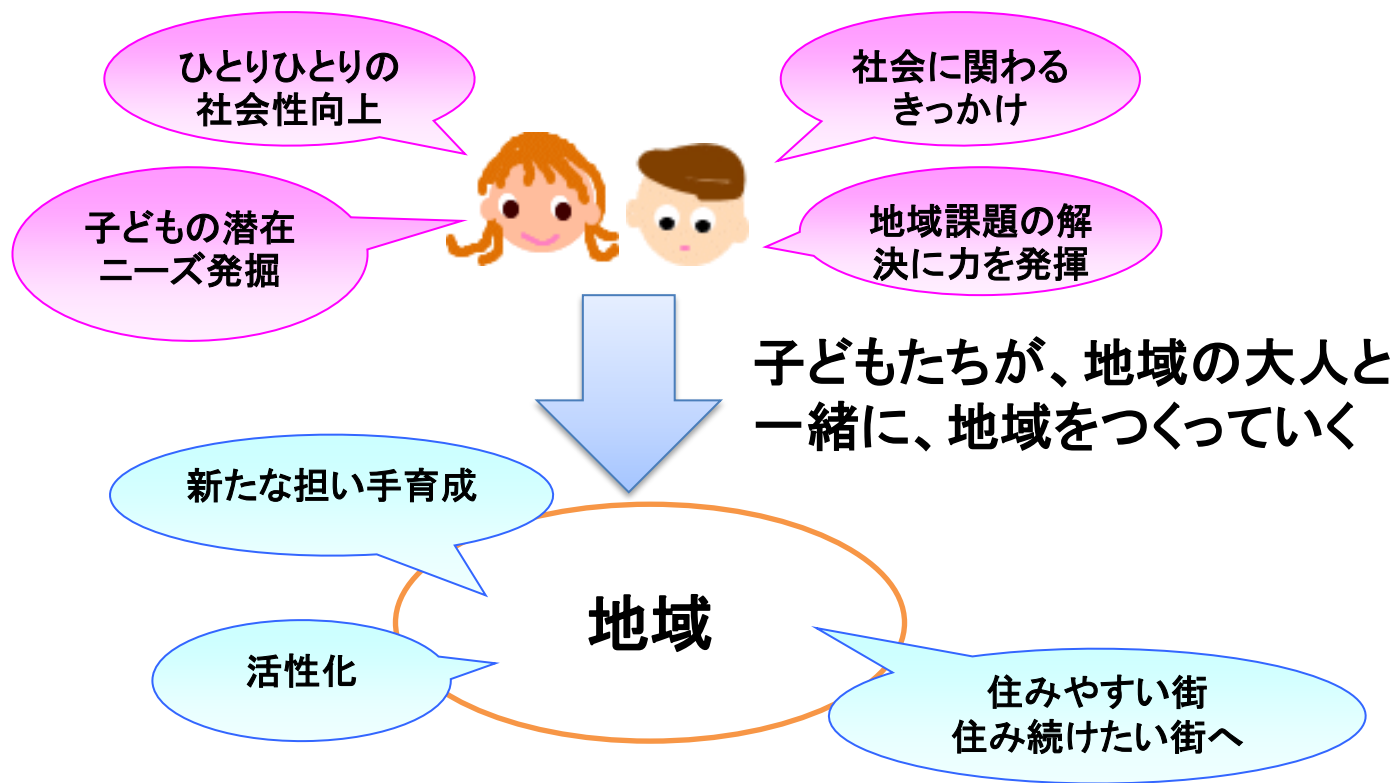 ひとりひとりの
社会性向上
社会に関わる
きっかけ
子どもの潜在
ニーズ発掘
地域課題の解
決に力を発揮
子どもたちが、地域の大人と
一緒に、地域をつくっていく
新たな担い手育成
地域
活性化
住みやすい街
住み続けたい街へ